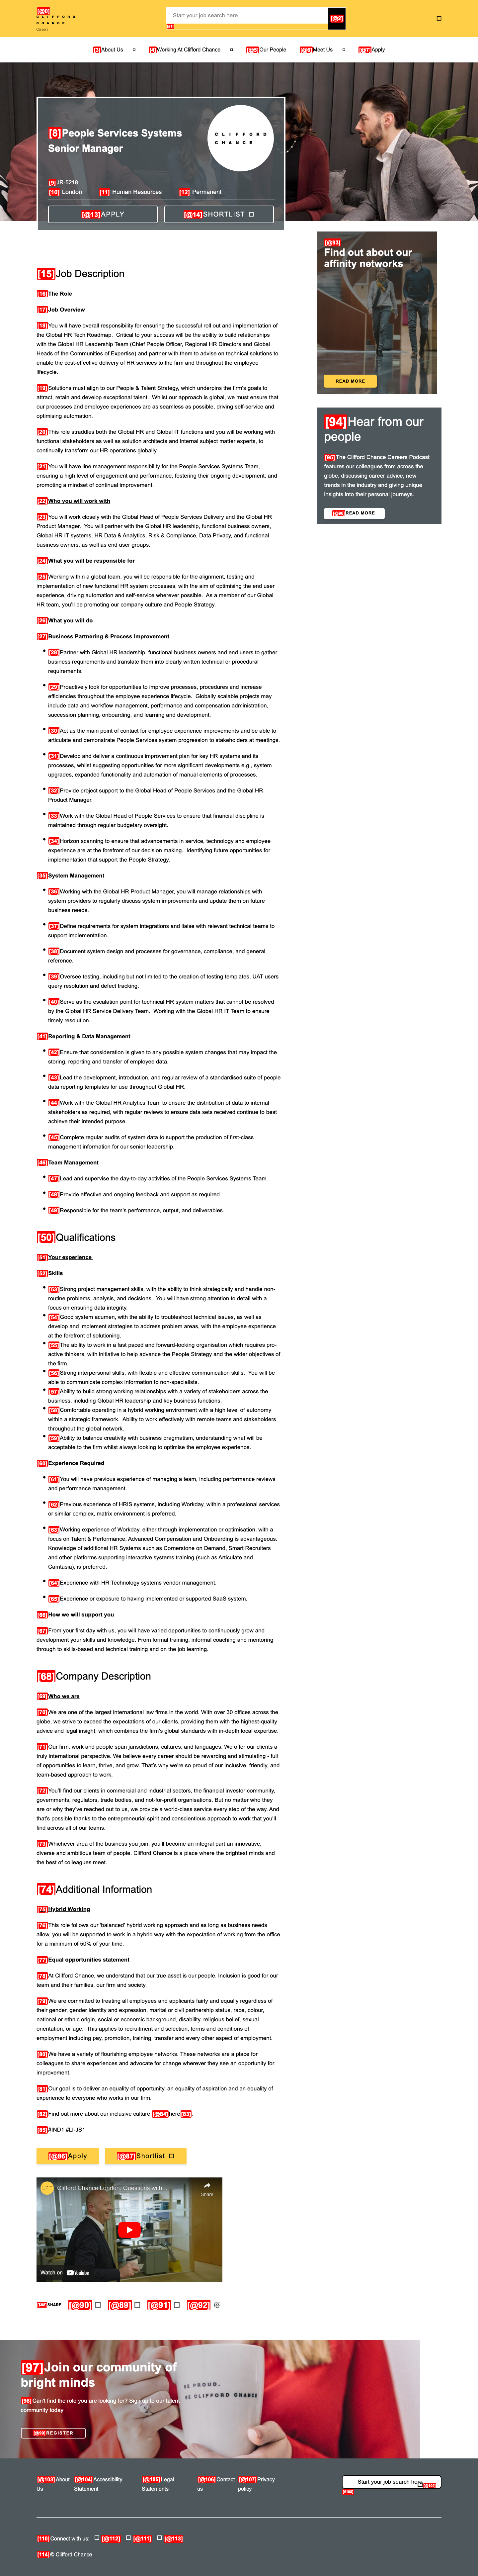 [@0]
CLIFFORD
CHANCE
Careers
Start your job search here
[@2]
[@3]About Us
[@4]Working At Clifford Chance
[@5]Our People
[@6]Meet Us
[@7]Apply
[8]People Services Systems
Senior Manager
CLIFFORD
CHANCE
[9]JR-5218
[10] London
[11] Human Resources
[12] Permanent
[@13]APPLY
[@14]SHORTLIST
[@93]
Find out about our
affinity networks
READ MORE
[94]Hear from our
people
[95]The Clifford Chance Careers Podcast
features our colleagues from across the
globe, discussing career advice, new
trends in the industry and giving unique
insights into their personal journeys.
READ MORE
[15]Job Description
[16]The Role
[17]Job Overview
[18]You will have overall responsibility for ensuring the successful roll out and implementation of
the Global HR Tech Roadmap.  Critical to your success will be the ability to build relationships
with the Global HR Leadership Team (Chief People Officer, Regional HR Directors and Global
Heads of the Communities of Expertise) and partner with them to advise on technical solutions to
enable the cost-effective delivery of HR services to the firm and throughout the employee
lifecycle.
[19]Solutions must align to our People & Talent Strategy, which underpins the firm's goals to
attract, retain and develop exceptional talent.  Whilst our approach is global, we must ensure that
our processes and employee experiences are as seamless as possible, driving self-service and
optimising automation.
[20]This role straddles both the Global HR and Global IT functions and you will be working with
functional stakeholders as well as solution architects and internal subject matter experts, to
continually transform our HR operations globally.
[21]You will have line management responsibility for the People Services Systems Team,
ensuring a high level of engagement and performance, fostering their ongoing development, and
promoting a mindset of continual improvement.
[22]Who you will work with
[23]You will work closely with the Global Head of People Services Delivery and the Global HR
Product Manager.  You will partner with the Global HR leadership, functional business owners,
Global HR IT systems, HR Data & Analytics, Risk & Compliance, Data Privacy, and functional
business owners, as well as end user groups.
[24]What you will be responsible for
[25]Working within a global team, you will be responsible for the alignment, testing and
implementation of new functional HR system processes, with the aim of optimising the end user
experience, driving automation and self-service wherever possible.  As a member of our Global
HR team, you'll be promoting our company culture and People Strategy.
[26]What you will do
[27]Business Partnering & Process Improvement
[28]Partner with Global HR leadership, functional business owners and end users to gather
business requirements and translate them into clearly written technical or procedural
requirements.
[29]Proactively look for opportunities to improve processes, procedures and increase
efficiencies throughout the employee experience lifecycle.  Globally scalable projects may
include data and workflow management, performance and compensation administration,
succession planning, onboarding, and learning and development.
[30]Act as the main point of contact for employee experience improvements and be able to
articulate and demonstrate People Services system progression to stakeholders at meetings.
[31]Develop and deliver a continuous improvement plan for key HR systems and its
processes, whilst suggesting opportunities for more significant developments e.g., system
upgrades, expanded functionality and automation of manual elements of processes.
[32]Provide project support to the Global Head of People Services and the Global HR
Product Manager.
[33]Work with the Global Head of People Services to ensure that financial discipline is
maintained through regular budgetary oversight.
[34]Horizon scanning to ensure that advancements in service, technology and employee
experience are at the forefront of our decision making.  Identifying future opportunities for
implementation that support the People Strategy.
[35]System Management
[36]Working with the Global HR Product Manager, you will manage relationships with
system providers to regularly discuss system improvements and update them on future
business needs.
[37]Define requirements for system integrations and liaise with relevant technical teams to
support implementation.
[38]Document system design and processes for governance, compliance, and general
reference.
[39]Oversee testing, including but not limited to the creation of testing templates, UAT users
query resolution and defect tracking.
[40]Serve as the escalation point for technical HR system matters that cannot be resolved
by the Global HR Service Delivery Team.  Working with the Global HR IT Team to ensure
timely resolution.
[41]Reporting & Data Management
[42]Ensure that consideration is given to any possible system changes that may impact the
storing, reporting and transfer of employee data.
[43]Lead the development, introduction, and regular review of a standardised suite of people
data reporting templates for use throughout Global HR.
[44]Work with the Global HR Analytics Team to ensure the distribution of data to internal
stakeholders as required, with regular reviews to ensure data sets received continue to best
achieve their intended purpose.
[45]Complete regular audits of system data to support the production of first-class
management information for our senior leadership.
[46]Team Management
[47]Lead and supervise the day-to-day activities of the People Services Systems Team.
[48]Provide effective and ongoing feedback and support as required.
[49]Responsible for the team's performance, output, and deliverables.
[50]Qualifications
[51]Your experience
[52]Skills
[53]Strong project management skills, with the ability to think strategically and handle non-
routine problems, analysis, and decisions.  You will have strong attention to detail with a
focus on ensuring data integrity.
[54]Good system acumen, with the ability to troubleshoot technical issues, as well as
develop and implement strategies to address problem areas, with the employee experience
at the forefront of solutioning.
[55]The ability to work in a fast paced and forward-looking organisation which requires pro-
active thinkers, with initiative to help advance the People Strategy and the wider objectives of
the firm.
[56]Strong interpersonal skills, with flexible and effective communication skills.  You will be
able to communicate complex information to non-specialists.
[57]Ability to build strong working relationships with a variety of stakeholders across the
business, including Global HR leadership and key business functions.
[58]Comfortable operating in a hybrid working environment with a high level of autonomy
within a strategic framework.  Ability to work effectively with remote teams and stakeholders
throughout the global network.
[59]Ability to balance creativity with business pragmatism, understanding what will be
acceptable to the firm whilst always looking to optimise the employee experience.
[60]Experience Required
[61]You will have previous experience of managing a team, including performance reviews
and performance management.
[62]Previous experience of HRIS systems, including Workday, within a professional services
or similar complex, matrix environment is preferred.
[63]Working experience of Workday, either through implementation or optimisation, with a
focus on Talent & Performance, Advanced Compensation and Onboarding is advantageous.
Knowledge of additional HR Systems such as Cornerstone on Demand, Smart Recruiters
and other platforms supporting interactive systems training (such as Articulate and
Camtasia), is preferred.
[64]Experience with HR Technology systems vendor management.
[65]Experience or exposure to having implemented or supported SaaS system.
[66]How we will support you
[67]From your first day with us, you will have varied opportunities to continuously grow and
development your skills and knowledge. From formal training, informal coaching and mentoring
through to skills-based and technical training and on the job learning.
[68]Company Description
[69]Who we are
[70]We are one of the largest international law firms in the world. With over 30 offices across the
globe, we strive to exceed the expectations of our clients, providing them with the highest-quality
advice and legal insight, which combines the firm's global standards with in-depth local expertise.
[71]Our firm, work and people span jurisdictions, cultures, and languages. We offer our clients a
truly international perspective. We believe every career should be rewarding and stimulating - full
of opportunities to learn, thrive, and grow. That's why we're so proud of our inclusive, friendly, and
team-based approach to work.
[72]You'll find our clients in commercial and industrial sectors, the financial investor community,
governments, regulators, trade bodies, and not-for-profit organisations. But no matter who they
are or why they've reached out to us, we provide a world-class service every step of the way. And
that's possible thanks to the entrepreneurial spirit and conscientious approach to work that you'll
find across all of our teams.
[73]Whichever area of the business you join, you'll become an integral part an innovative,
diverse and ambitious team of people. Clifford Chance is a place where the brightest minds and
the best of colleagues meet.
[74]Additional Information
[75]Hybrid Working
[76]This role follows our 'balanced' hybrid working approach and as long as business needs
allow, you will be supported to work in a hybrid way with the expectation of working from the office
for a minimum of 50% of your time.
[77]Equal opportunities statement
[78]At Clifford Chance, we understand that our true asset is our people. Inclusion is good for our
team and their families, our firm and society.
[79]We are committed to treating all employees and applicants fairly and equally regardless of
their gender, gender identity and expression, marital or civil partnership status, race, colour,
national or ethnic origin, social or economic background, disability, religious belief, sexual
orientation, or age.  This applies to recruitment and selection, terms and conditions of
employment including pay, promotion, training, transfer and every other aspect of employment.
[80]We have a variety of flourishing employee networks. These networks are a place for
colleagues to share experiences and advocate for change wherever they see an opportunity for
improvement.
[81]Our goal is to deliver an equality of opportunity, an equality of aspiration and an equality of
experience to everyone who works in our firm.
[82]Find out more about our inclusive culture [@84]here[83].
[85]#IND1 #LI-JS1
[@86]Apply
[@87]Shortlist
Clifford Chance London: Questions with...
Share
Watch on YouTube
[88]SHARE
[@90]
[@89]
[@91]
[@92] @
[97]Join our community of
bright minds
[98]Can't find the role you are looking for? Sign up to our talent
community today
[@99]REGISTER
BE PROUD.
BE CLIFFORD CHANCE
[@103]About
Us
[@104]Accessibility
Statement
[@105]Legal
Statements
[@106]Contact
us
[@107]Privacy
policy
Start your job search here
[110]Connect with us:
[@112]
[@111]
[@113]
[114]© Clifford Chance